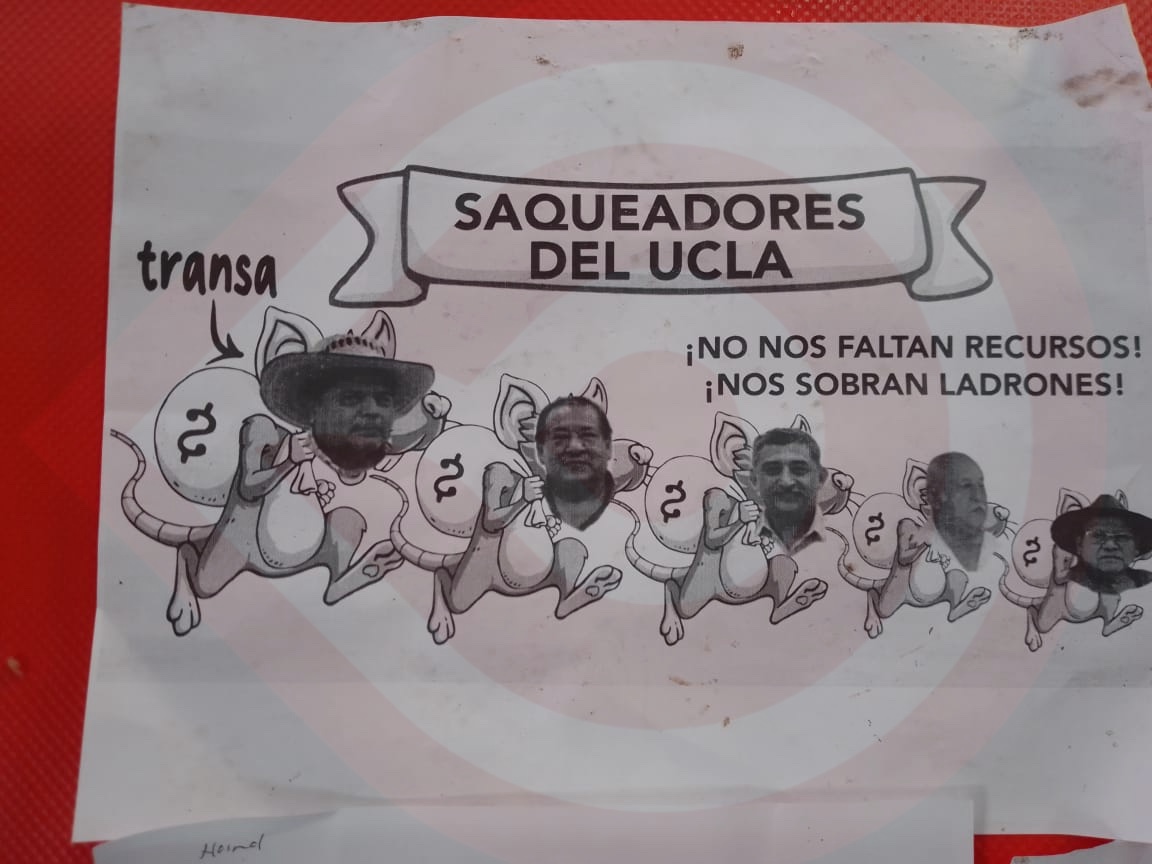 SAQUEADORES
DEL UCLA
transa
¡NO NOS FALTAN RECURSOS!
¡NOS SOBRAN LADRONES!